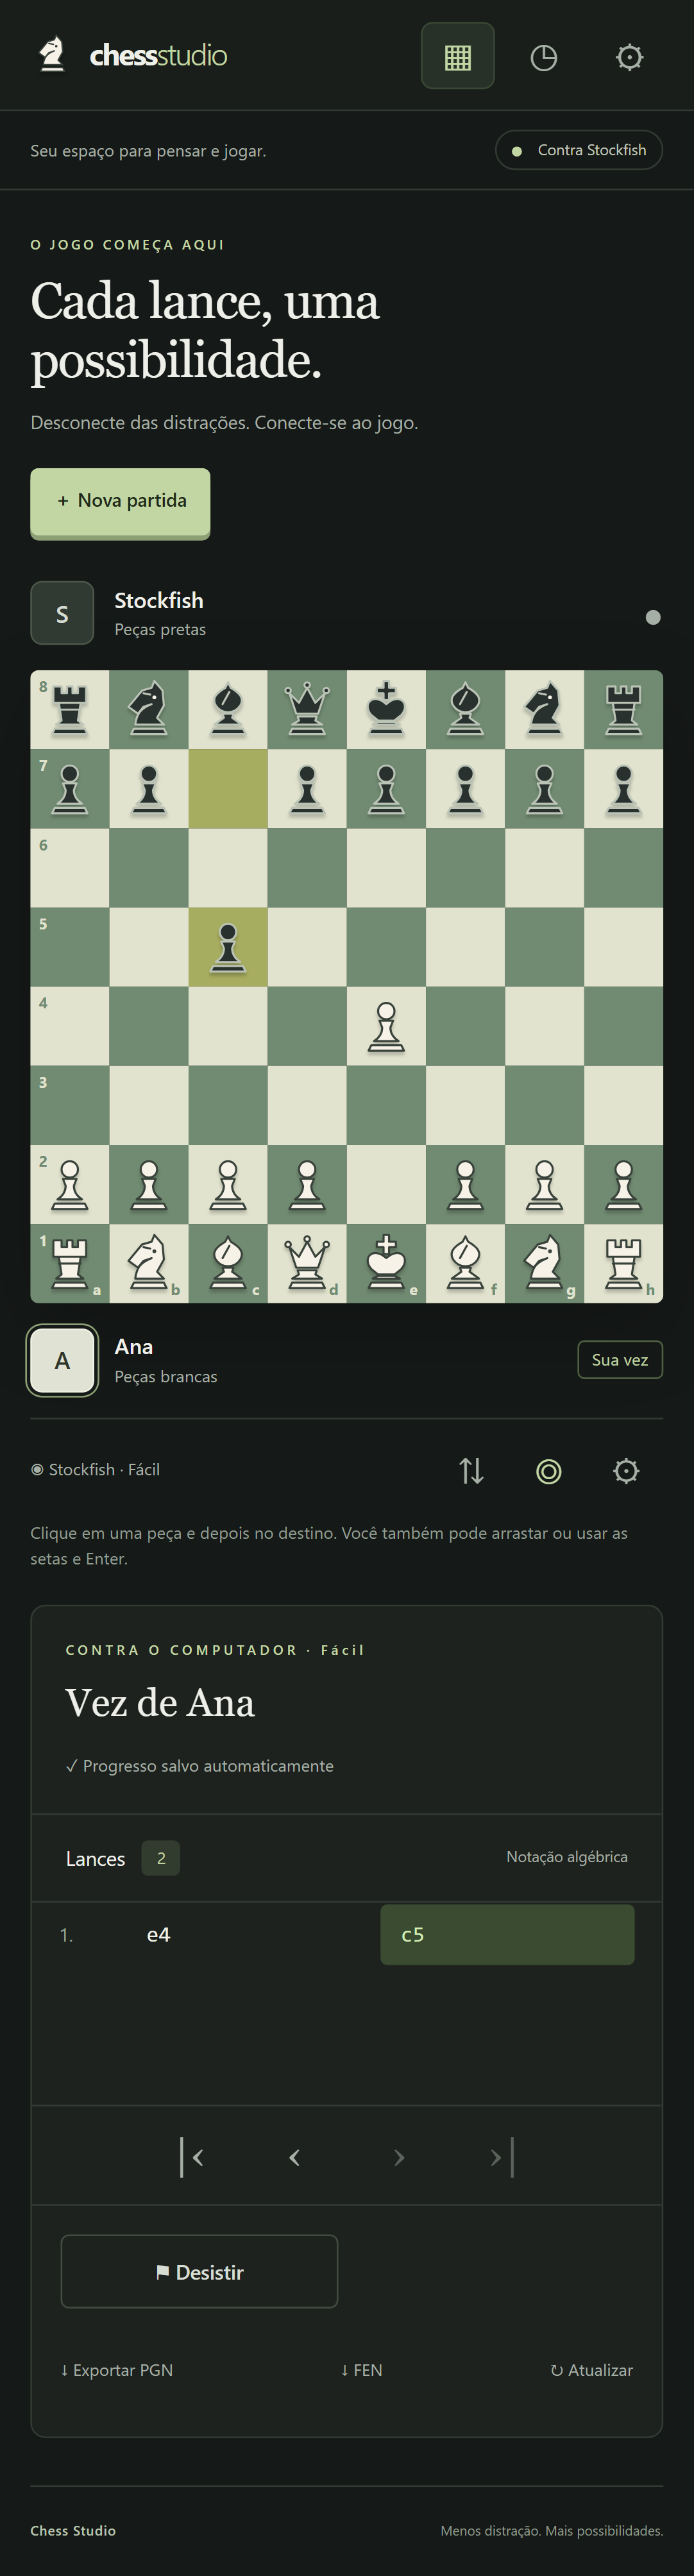 chessstudio
Seu espaço para pensar e jogar.
Contra Stockfish
O JOGO COMEÇA AQUI
Cada lance, uma
possibilidade.
Desconecte das distrações. Conecte-se ao jogo.
+ Nova partida
S
Stockfish
Peças pretas
8
7
6
5
4
3
2
1
a b c d e f g h
A
Ana
Peças brancas
Sua vez
◉ Stockfish · Fácil
Clique em uma peça e depois no destino. Você também pode arrastar ou usar as
setas e Enter.
CONTRA O COMPUTADOR · Fácil
Vez de Ana
✓ Progresso salvo automaticamente
Lances 2
Notação algébrica
1. e4 c5
|‹ ‹ › ›|
⚑ Desistir
↓ Exportar PGN
↓ FEN
↻ Atualizar
Chess Studio
Menos distração. Mais possibilidades.